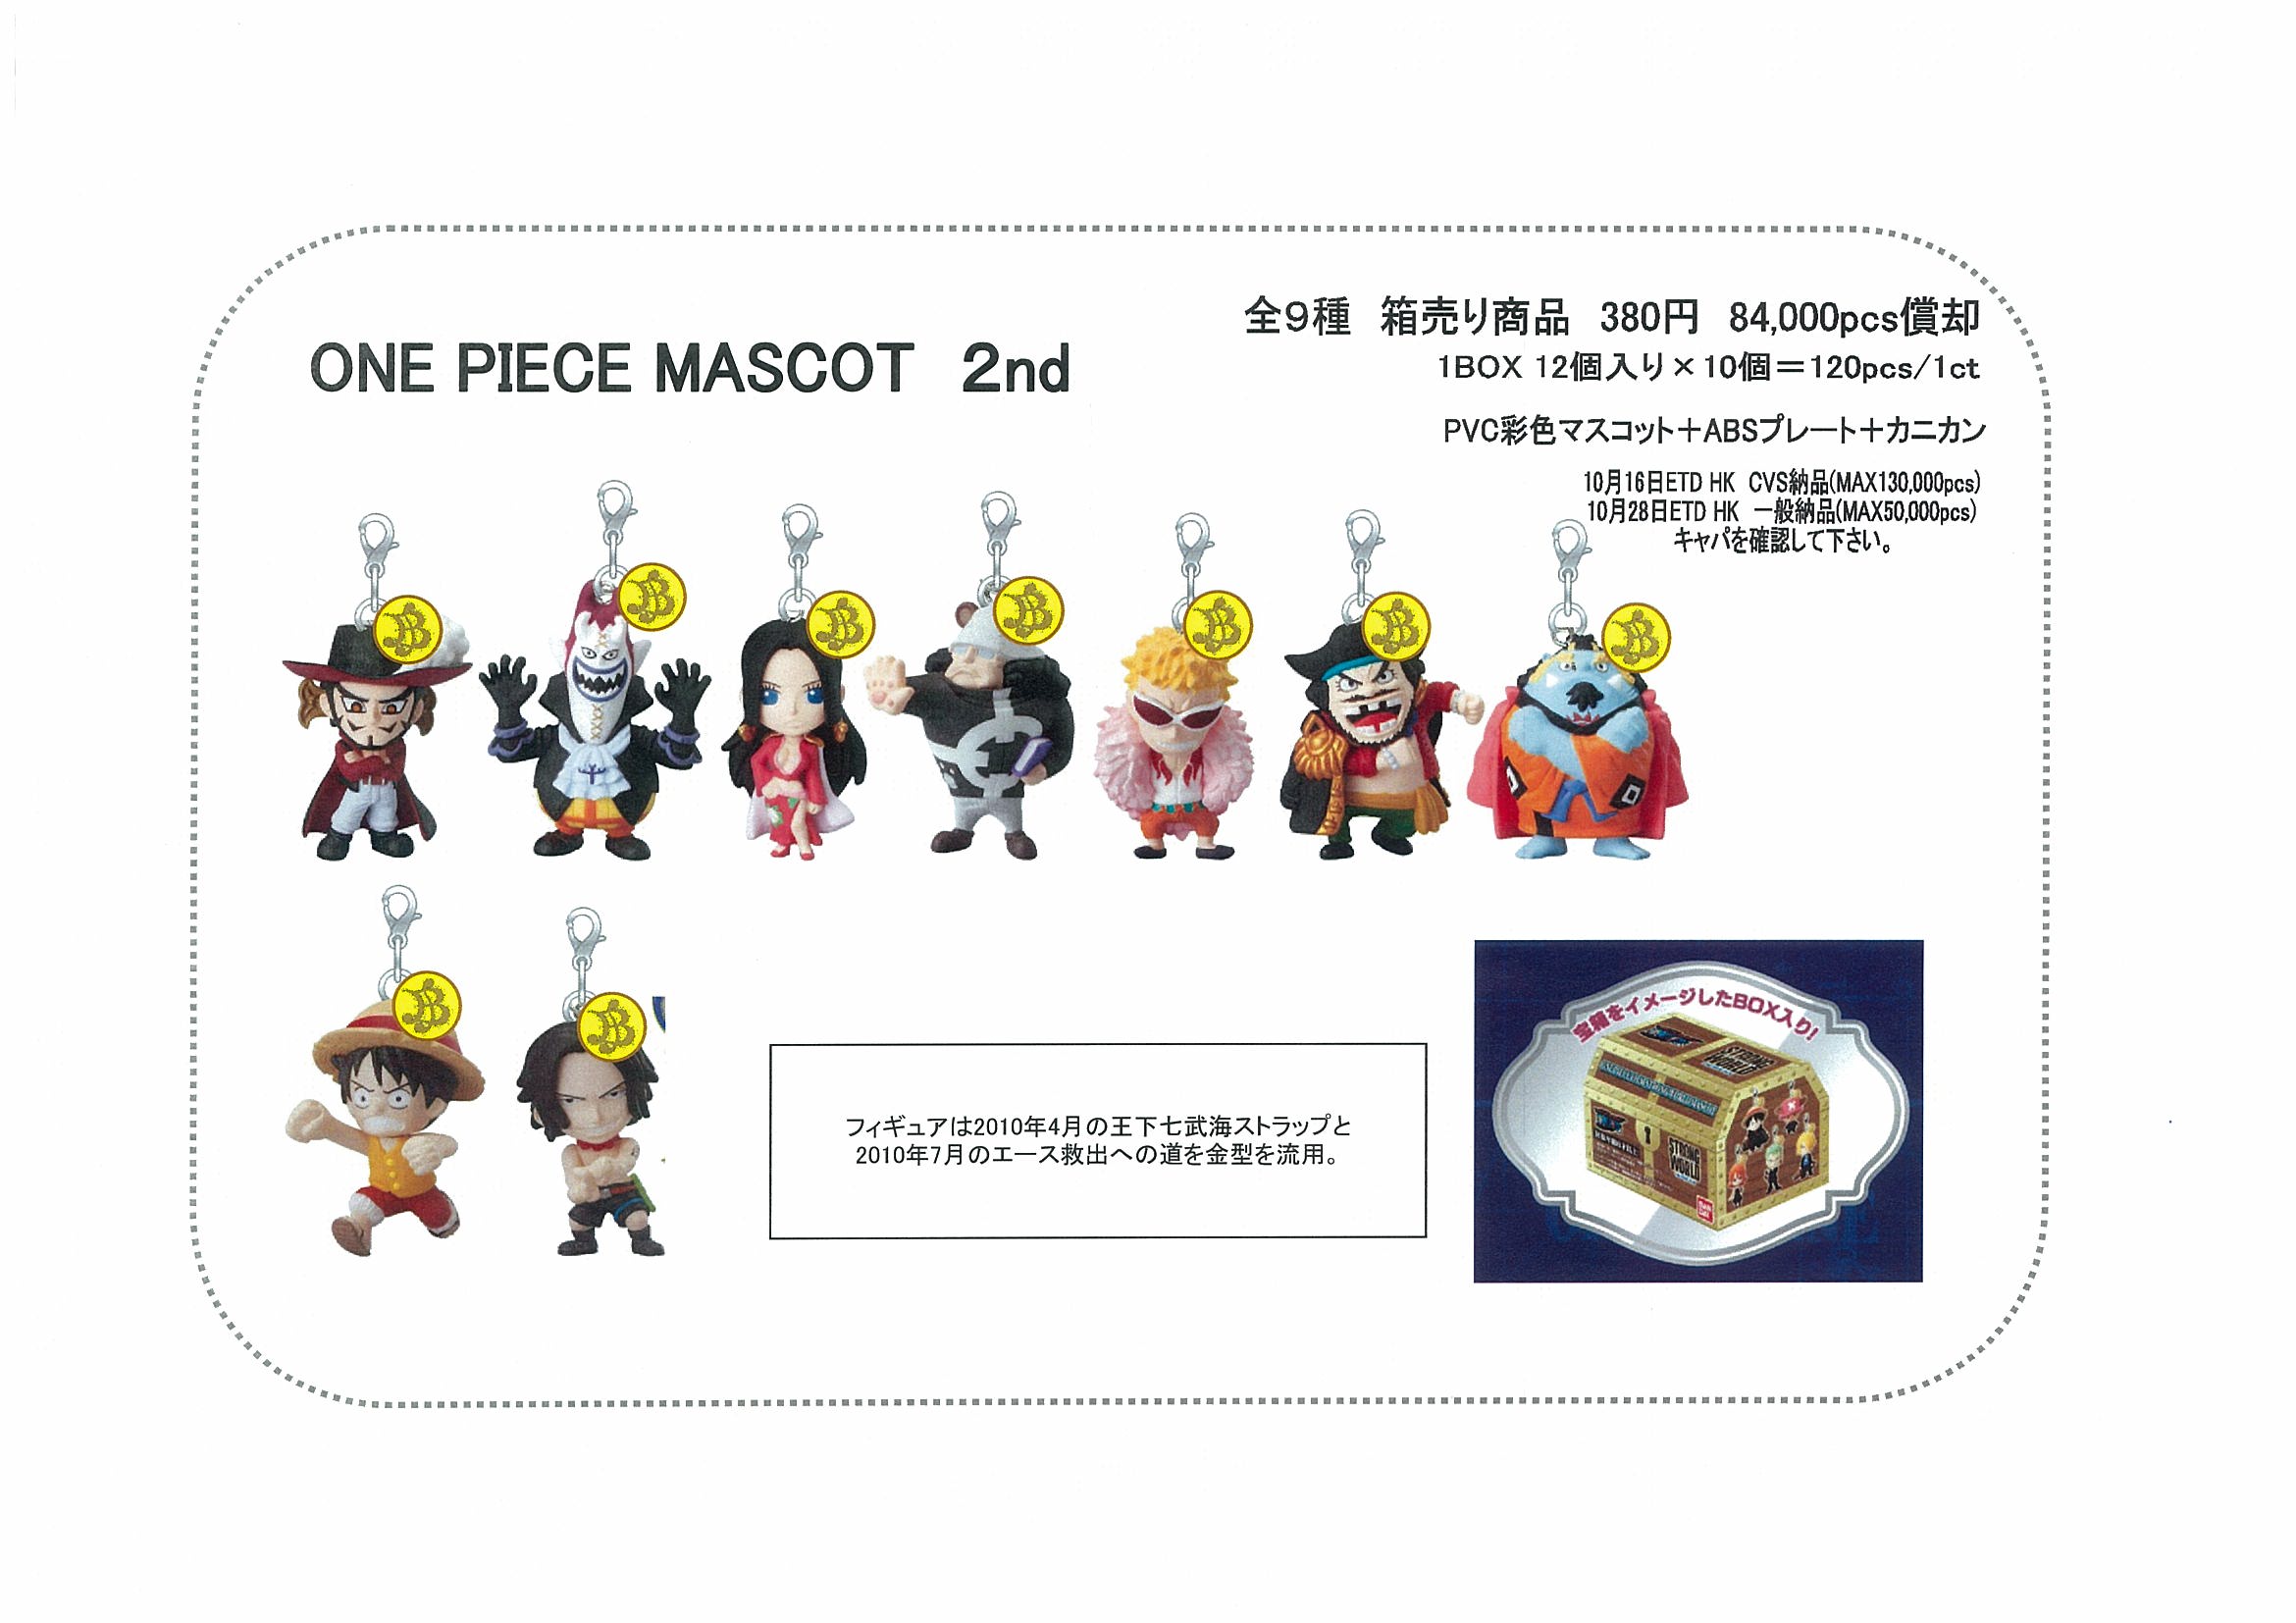 ONE PIECE MASCOT 2nd
全9種 箱売り商品 380円 84,000pcs償却
1BOX 12個入り×10個=120pcs/1ct
PVC彩色マスコット+ABSプレート+カニカン
10月16日ETD HK CVS納品(MAX130,000pcs)
10月28日ETD HK 一般納品(MAX50,000pcs)
キャパを確認して下さい。
フィギュアは2010年4月の王下七武海ストラップと
2010年7月のエース救出への道を金型を流用。
宝箱をイメージしたBOX入り!
STRONG
WORLD
STRONG
WORLD